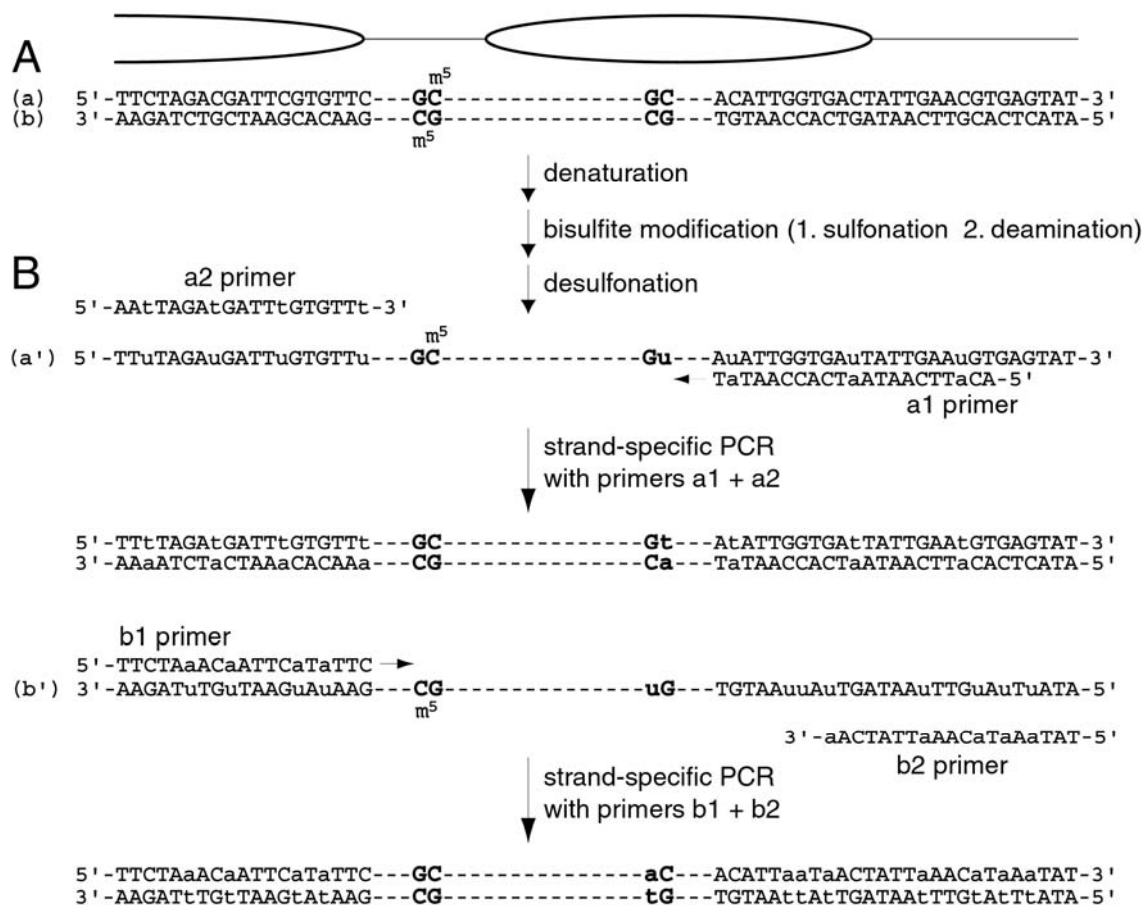 A
m⁵
(a) 5'-TTCTAGACGATTCGTGTTC---GC----------------GC---ACATTGGTGACTATTGAACGTGAGTAT-3'
(b) 3'-AAGATCTGCTAAGCACAAG---CG----------------CG---TGTAACCACTGATAACTTGCACTCATA-5'
m⁵
denaturation
bisulfite modification (1. sulfonation 2. deamination)
B
desulfonation
a2 primer
5'-AAtTAGAtGATTtGTGTTt-3'
m⁵
(a') 5'-TTuTAGAuGATTuGTGTTu---GC----------------Gu---AuATTGGTGAuTATTGAAuGTGAGTAT-3'
TaTAACCACTaATAACTTaCA-5'
a1 primer
strand-specific PCR
with primers a1 + a2
5'-TTtTAGAtGATTtGTGTTt---GC----------------Gt---AtATTGGTGAtTATTGAAtGTGAGTAT-3'
3'-AAaATCTaCTAAaCACAAa---CG----------------Ca---TaTAACCACTaATAACTTaCACTCATA-5'
b1 primer
5'-TTCTAaACaATTCaTaTTC
(b') 3'-AAGATuTGuTAAGuAuAAG---CG----------------uG---TGTAAuuAuTGATAAuTTGuAuTuATA-5'
m⁵
3'-aACTATTaAACaTaAaTAT-5'
b2 primer
strand-specific PCR
with primers b1 + b2
5'-TTCTAaACaATTCaTaTTC---GC----------------aC---ACATTaaTaACTATTaAACaTaAaTAT-3'
3'-AAGATtTGtTAAGtAtAAG---CG----------------tG---TGTAAttAtTGATAAtTTGtAtTtATA-5'